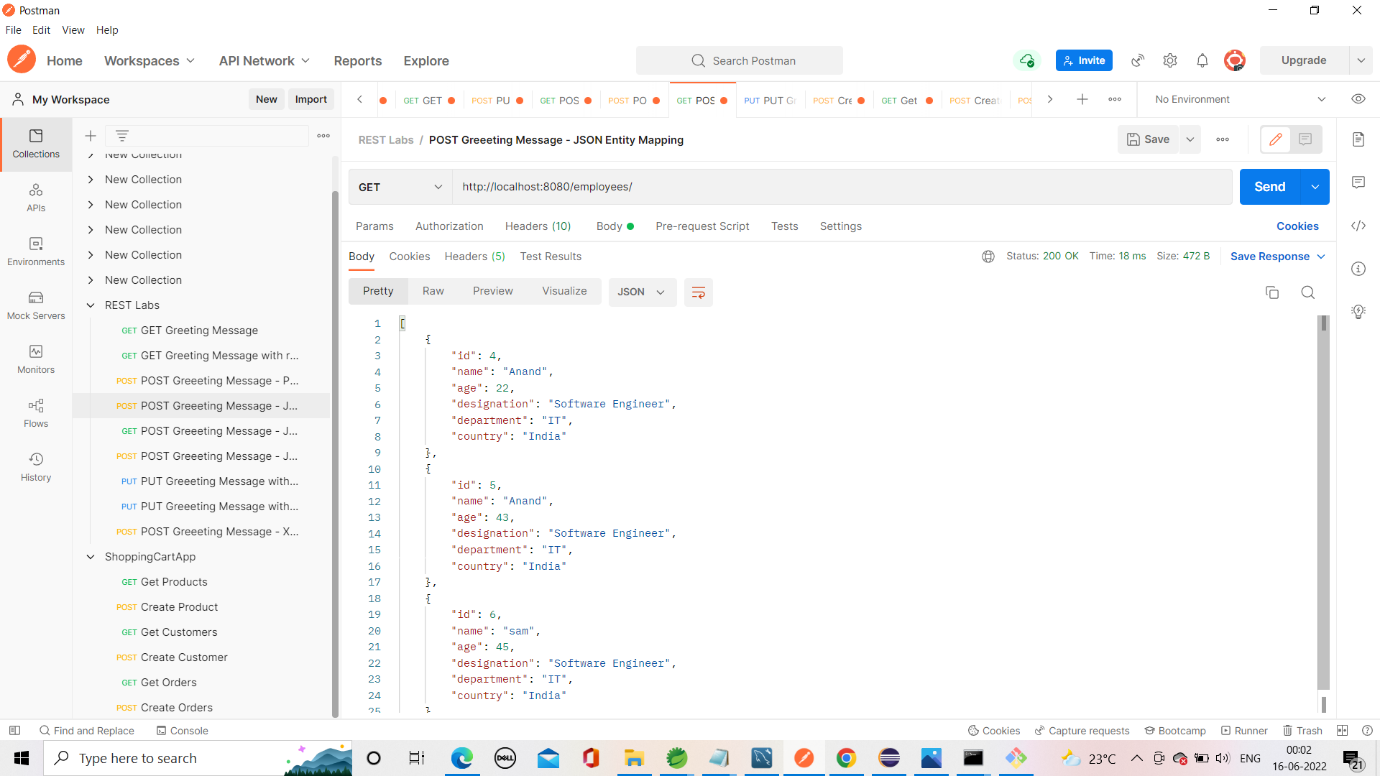 Postman
File Edit View Help
Home Workspaces API Network Reports Explore Search Postman Invite Upgrade
My Workspace New Import GET GET POST PU GET POS POST PO GET POS PUT PUT Gr POST Cre GET Get POST Creat POS No Environment
Collections
APIs
Environments
Mock Servers
Monitors
Flows
History
New Collection
New Collection
New Collection
New Collection
New Collection
New Collection
REST Labs
GET GET Greeting Message
GET GET Greeting Message with r...
POST POST Greeeting Message - P...
POST POST Greeeting Message - J...
GET POST Greeeting Message - J...
POST POST Greeeting Message - J...
PUT PUT Greeeting Message with...
PUT PUT Greeeting Message with...
POST POST Greeeting Message - X...
ShoppingCartApp
GET Get Products
POST Create Product
GET Get Customers
POST Create Customer
GET Get Orders
POST Create Orders
REST Labs / POST Greeeting Message - JSON Entity Mapping Save
GET http://localhost:8080/employees/ Send
Params Authorization Headers (10) Body Pre-request Script Tests Settings Cookies
Body Cookies Headers (5) Test Results Status: 200 OK Time: 18 ms Size: 472 B Save Response
Pretty Raw Preview Visualize JSON
1 [
2 {
3 "id": 4,
4 "name": "Anand",
5 "age": 22,
6 "designation": "Software Engineer",
7 "department": "IT",
8 "country": "India"
9 },
10 {
11 "id": 5,
12 "name": "Anand",
13 "age": 43,
14 "designation": "Software Engineer",
15 "department": "IT",
16 "country": "India"
17 },
18 {
19 "id": 6,
20 "name": "sam",
21 "age": 45,
22 "designation": "Software Engineer",
23 "department": "IT",
24 "country": "India"
25 }
Find and Replace Console Cookies Capture requests Bootcamp Runner Trash
Type here to search DELL 23°C ENG 00:02
16-06-2022 21